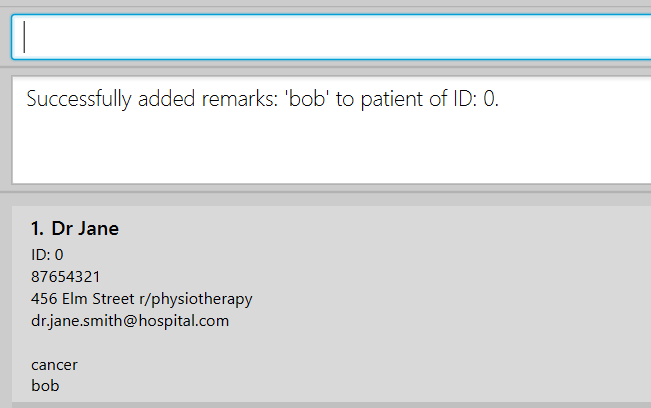 Successfully added remarks: 'bob' to patient of ID: 0.
1. Dr Jane
ID: 0
87654321
456 Elm Street r/physiotherapy
dr.jane.smith@hospital.com
cancer
bob